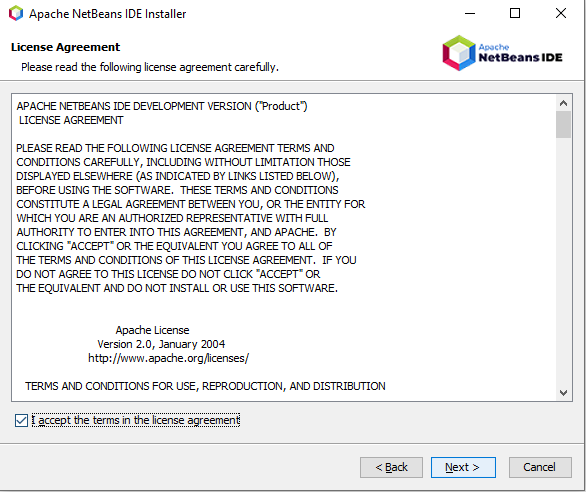 Apache NetBeans IDE Installer
License Agreement
Please read the following license agreement carefully.
Apache
NetBeans IDE
APACHE NETBEANS IDE DEVELOPMENT VERSION ("Product")
LICENSE AGREEMENT
PLEASE READ THE FOLLOWING LICENSE AGREEMENT TERMS AND
CONDITIONS CAREFULLY, INCLUDING WITHOUT LIMITATION THOSE
DISPLAYED ELSEWHERE (AS INDICATED BY LINKS LISTED BELOW),
BEFORE USING THE SOFTWARE.  THESE TERMS AND CONDITIONS
CONSTITUTE A LEGAL AGREEMENT BETWEEN YOU, OR THE ENTITY FOR
WHICH YOU ARE AN AUTHORIZED REPRESENTATIVE WITH FULL
AUTHORITY TO ENTER INTO THIS AGREEMENT, AND APACHE.  BY
CLICKING "ACCEPT" OR THE EQUIVALENT YOU AGREE TO ALL OF
THE TERMS AND CONDITIONS OF THIS LICENSE AGREEMENT.  IF YOU
DO NOT AGREE TO THIS LICENSE DO NOT CLICK "ACCEPT" OR
THE EQUIVALENT AND DO NOT INSTALL OR USE THIS SOFTWARE.
Apache License
Version 2.0, January 2004
http://www.apache.org/licenses/
TERMS AND CONDITIONS FOR USE, REPRODUCTION, AND DISTRIBUTION
I accept the terms in the license agreement
< Back
Next >
Cancel